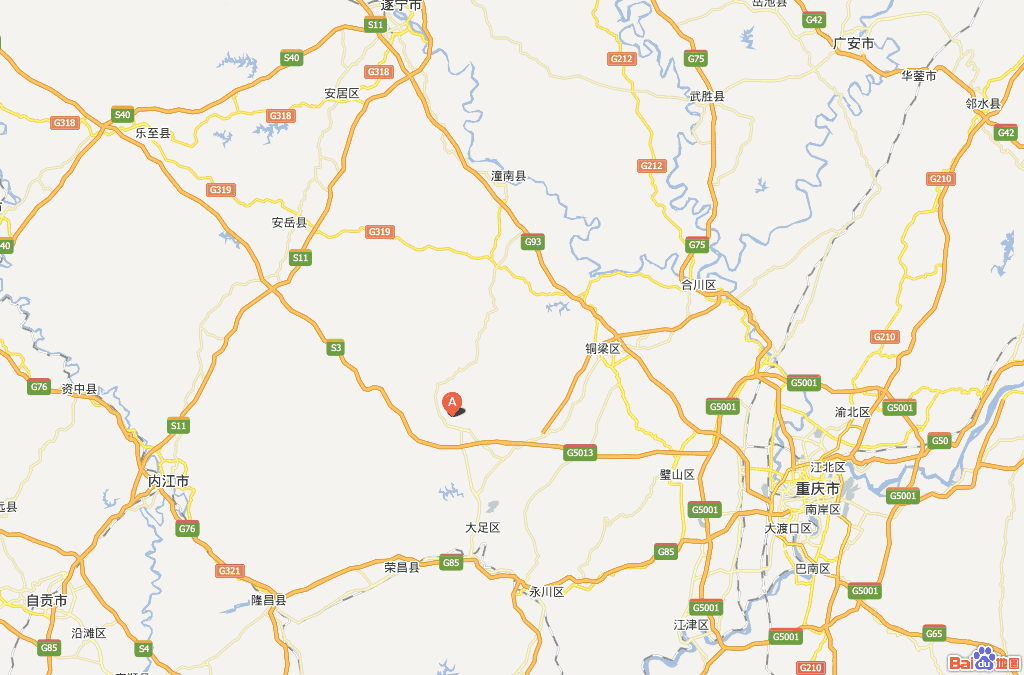 遂宁市
岳池县
S11
G42
广安市
S40
G212
G75
G318
华蓥市
安居区
武胜县
邻水县
S40
G318
G318
乐至县
G42
G212
潼南县
G319
G210
安岳县
G319
G93
G75
40
S11
合川区
G210
S3
铜梁区
G76
资中县
G5001
A
G5001
G5001
渝北区
S11
G50
G5013
江北区
璧山区
内江市
重庆市
G5001
远县
G5001
南岸区
G76
大足区
大渡口区
G85
G85
荣昌县
G321
巴南区
永川区
G5001
自贡市
隆昌县
G5001
江津区
沿滩区
G65
G5001
G85
S4
G210
Bai du 地图